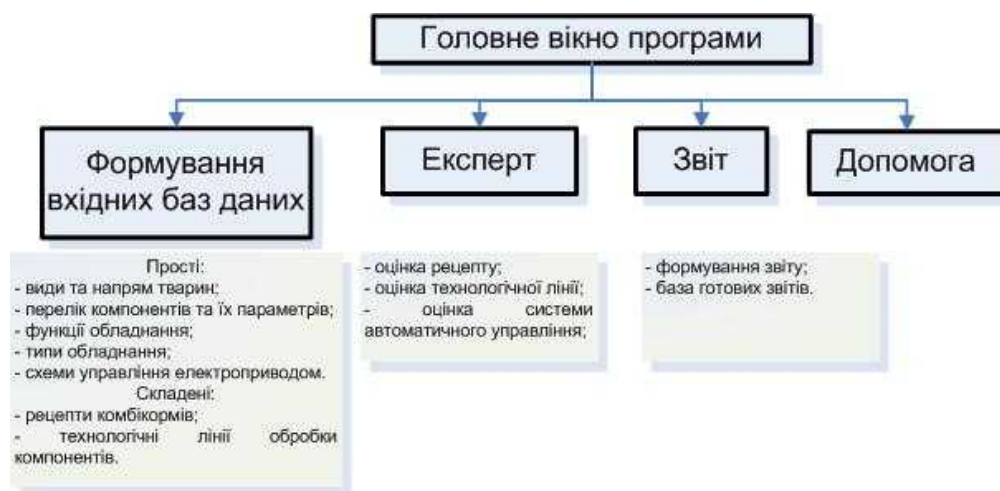 Головне вікно програми
Формування
вхідних баз даних
Експерт
Звіт
Допомога
Прості:
- види та напрям тварин;
- перелік компонентів та їх параметрів;
- функції обладнання;
- типи обладнання;
- схеми управління електроприводом.
Складені:
- рецепти комбікормів;
- технологічні лінії обробки
компонентів.
- оцінка рецепту;
- оцінка технологічної лінії;
- оцінка системи
автоматичного управління;
- формування звіту;
- база готових звітів.